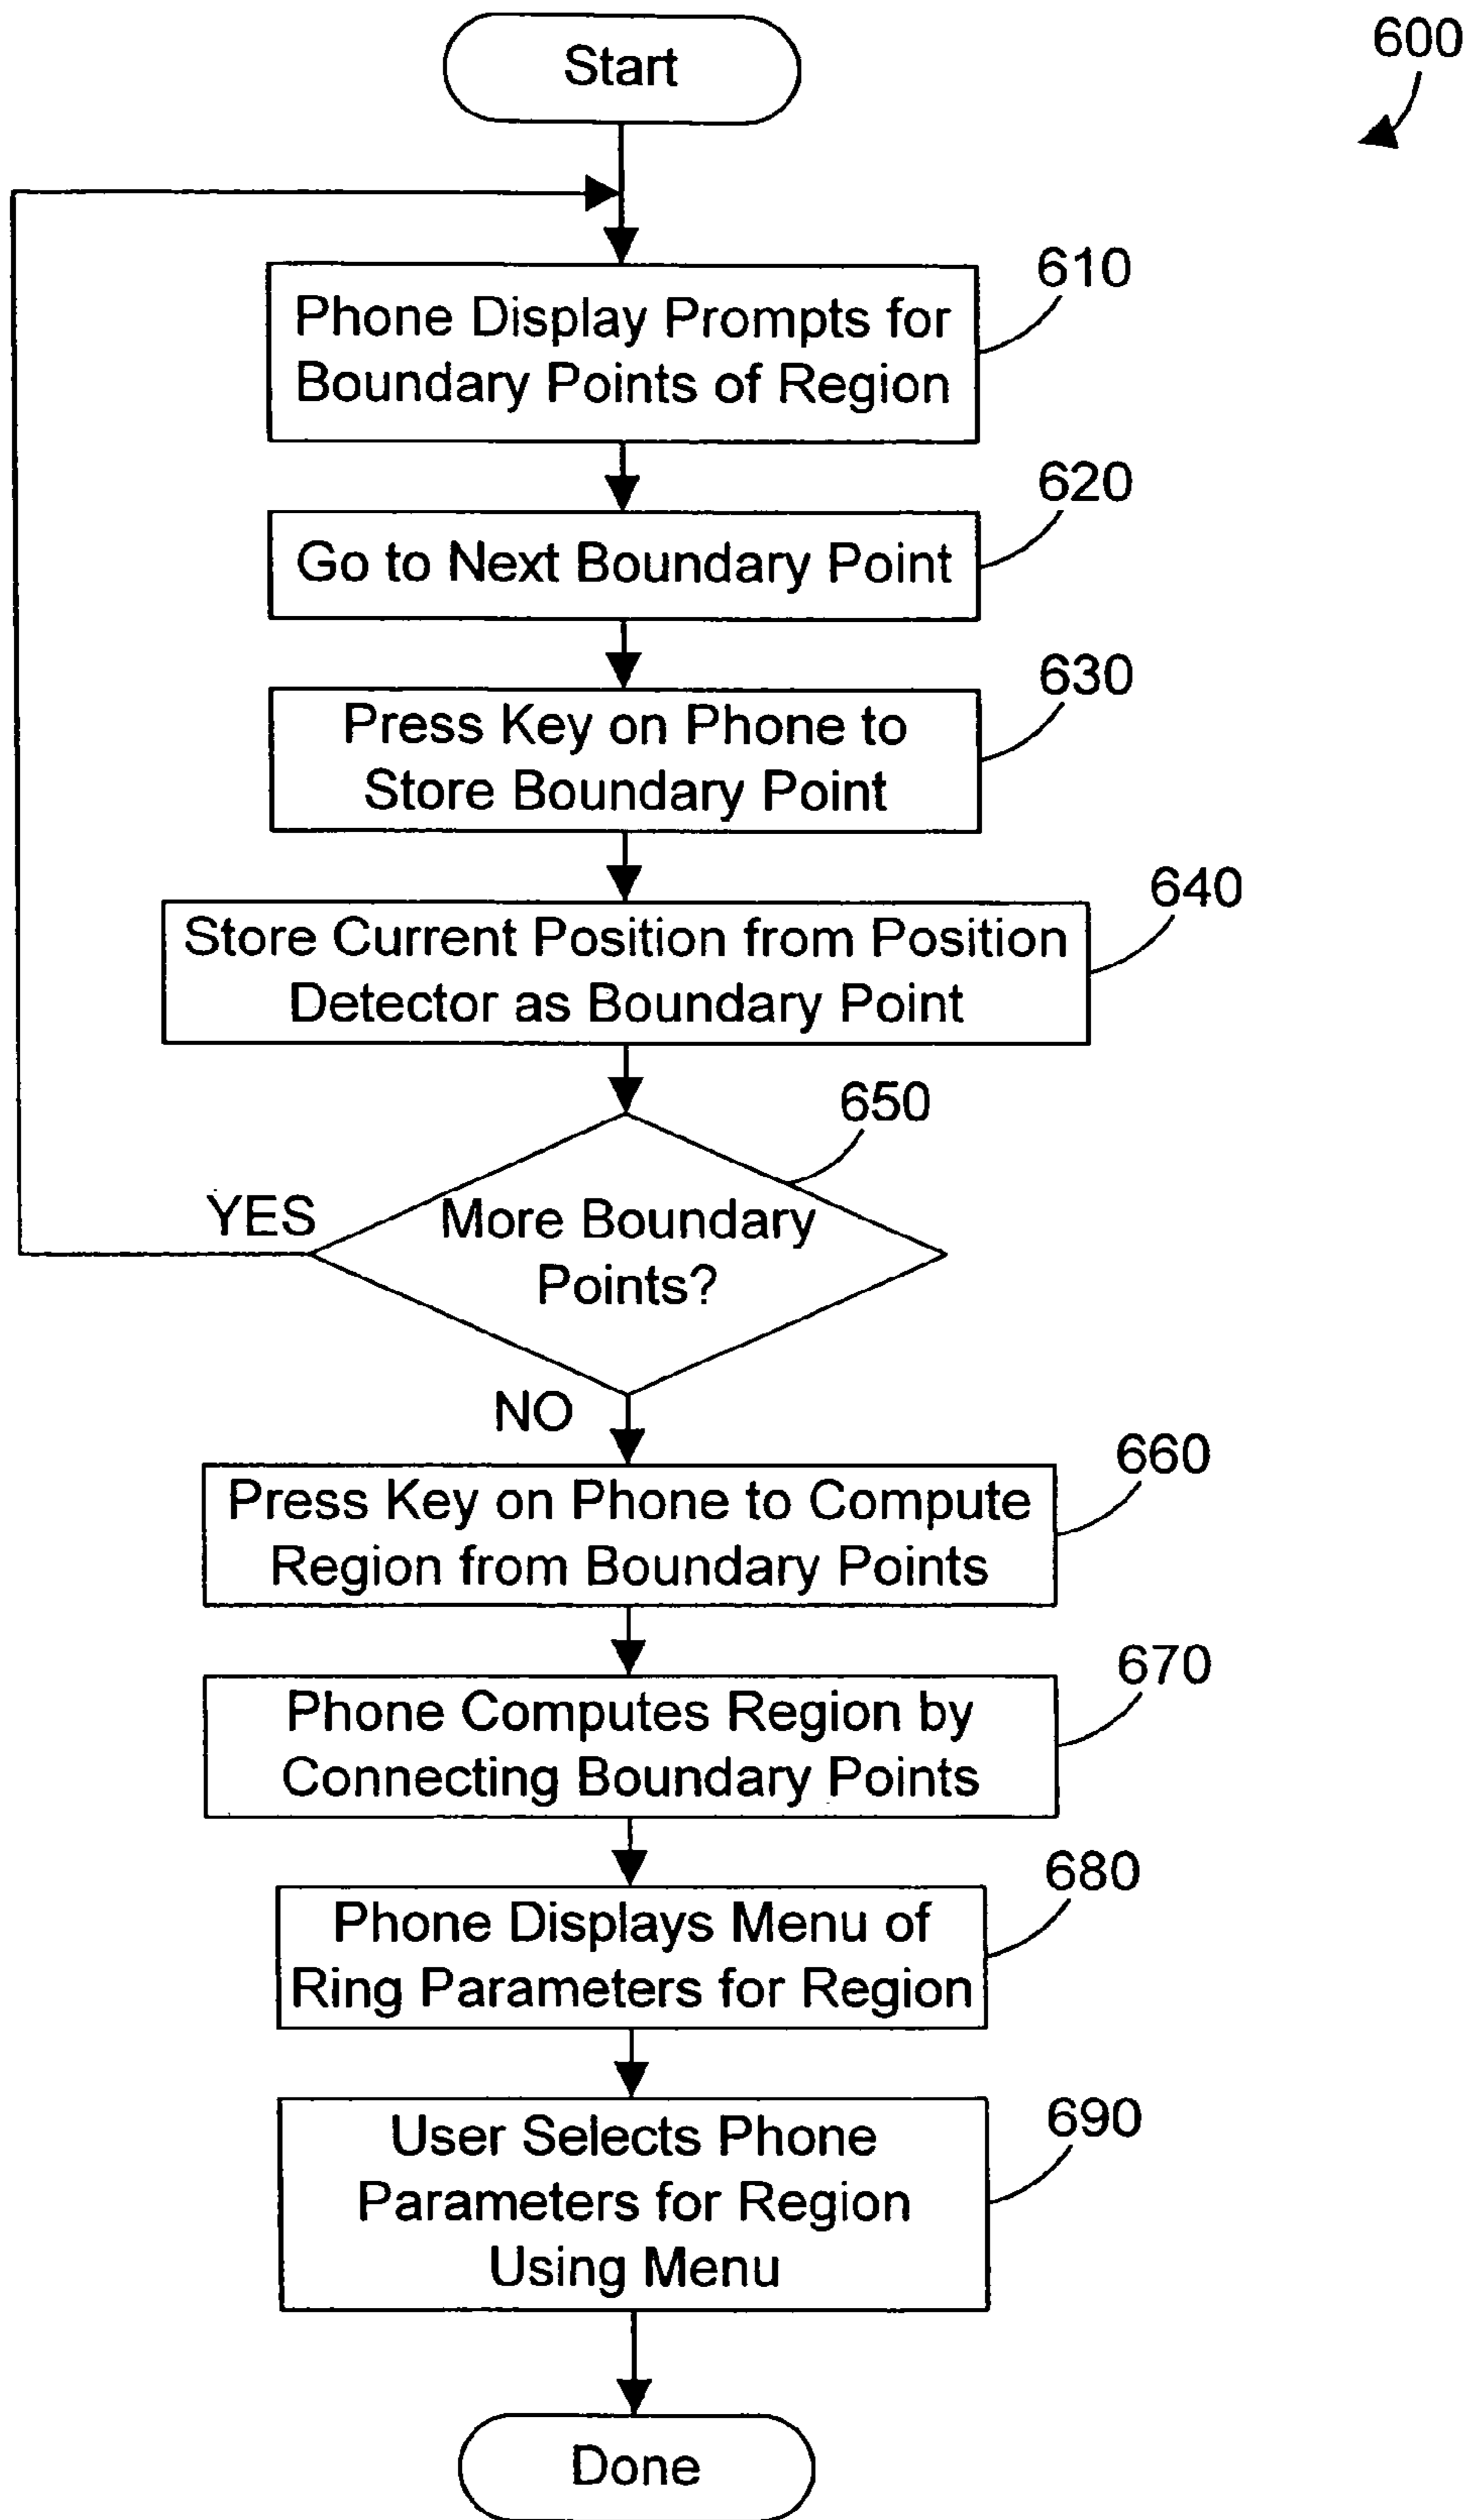 Start
600
610
Phone Display Prompts for
Boundary Points of Region
620
Go to Next Boundary Point
630
Press Key on Phone to
Store Boundary Point
640
Store Current Position from Position
Detector as Boundary Point
650
YES
More Boundary
Points?
NO
660
Press Key on Phone to Compute
Region from Boundary Points
670
Phone Computes Region by
Connecting Boundary Points
680
Phone Displays Menu of
Ring Parameters for Region
690
User Selects Phone
Parameters for Region
Using Menu
Done